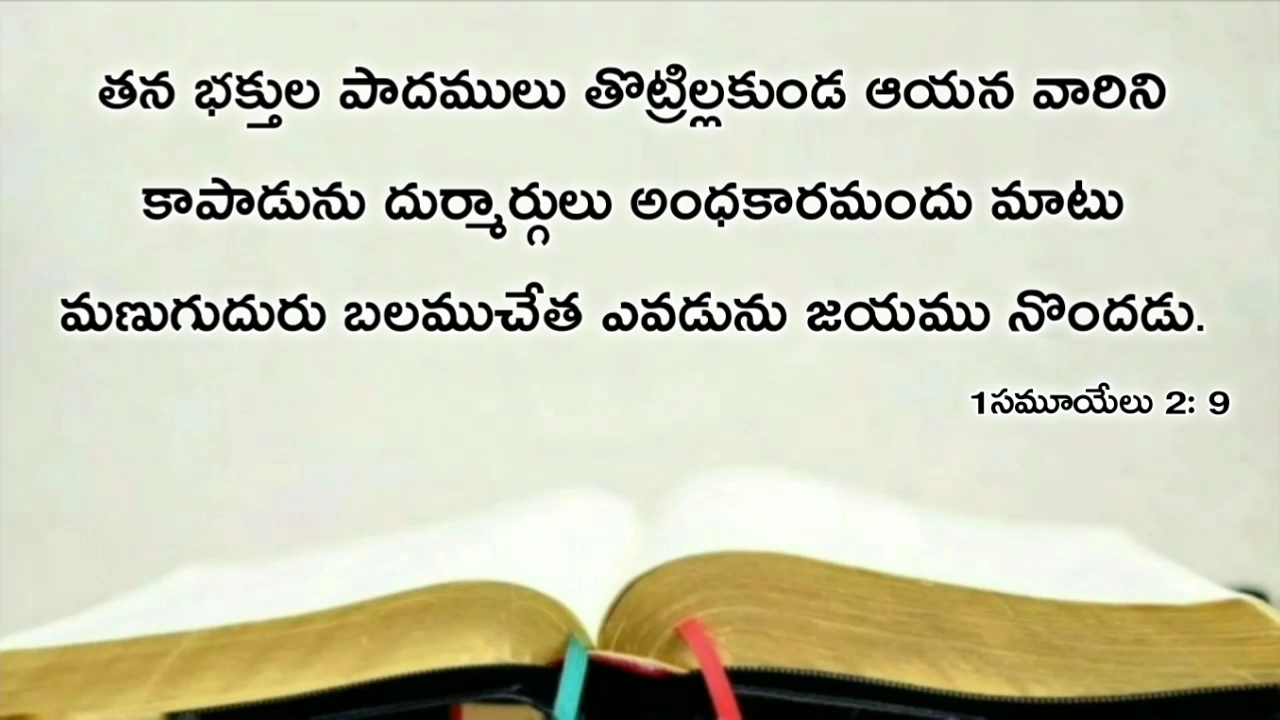 తన భక్తుల పాదములు తొట్రిల్లకుండ ఆయన వారిని
కాపాడును దుర్మార్గులు అంధకారమందు మాటు
మణుగుదురు బలముచేత ఎవడును జయము నొందడు.
1సమూయేలు 2: 9